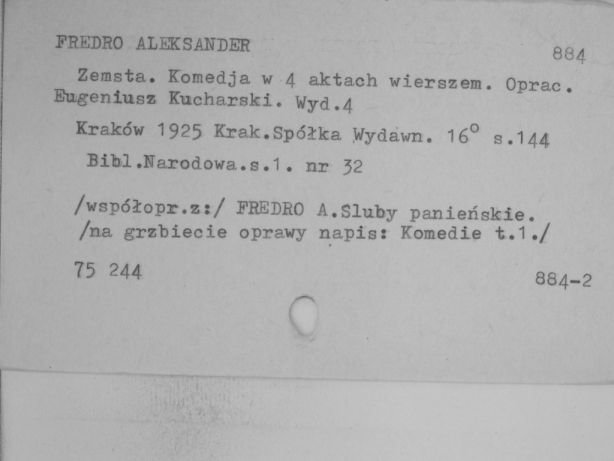 FREDRO ALEKSANDER
884
Zemsta. Komedja w 4 aktach wierszem. Oprac.
Eugeniusz Kucharski. Wyd.4
Kraków 1925 Krak.Spółka Wydawn. 16° s.144
Bibl.Narodowa.s.1. nr 32
/współopr.z:/ FREDRO A.Sluby panieńskie.
/na grzbiecie oprawy napis: Komedie t.1./
75 244
884-2